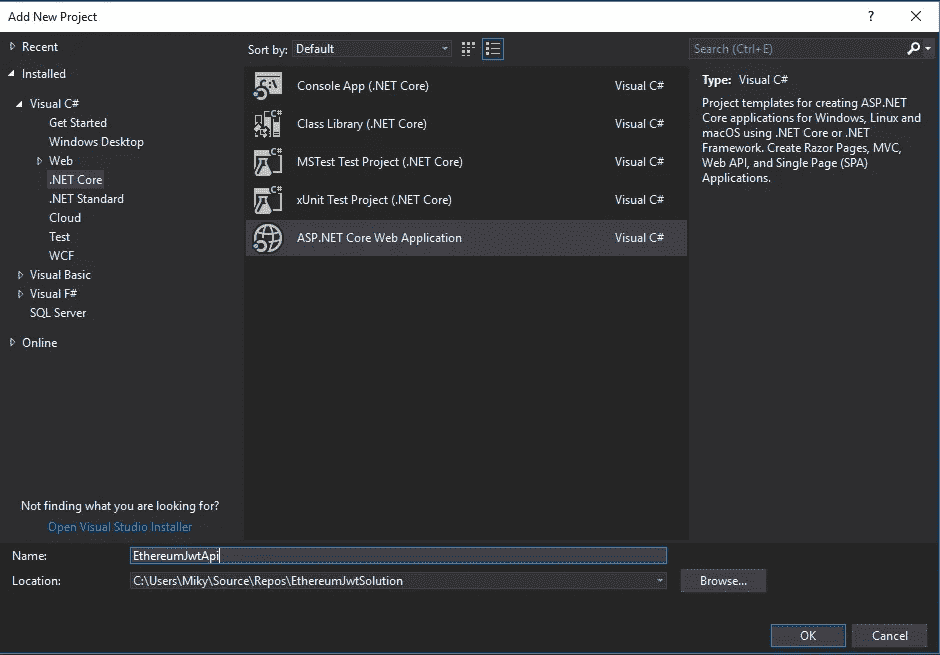 Add New Project
?
Recent
Installed
Visual C#
Get Started
Windows Desktop
Web
.NET Core
.NET Standard
Cloud
Test
WCF
Visual Basic
Visual F#
SQL Server
Online
Not finding what you are looking for?
Open Visual Studio Installer
Sort by: Default
Console App (.NET Core) Visual C#
Class Library (.NET Core) Visual C#
MSTest Test Project (.NET Core) Visual C#
xUnit Test Project (.NET Core) Visual C#
ASP.NET Core Web Application Visual C#
Search (Ctrl+E)
Type: Visual C#
Project templates for creating ASP.NET
Core applications for Windows, Linux and
macOS using .NET Core or .NET
Framework. Create Razor Pages, MVC,
Web API, and Single Page (SPA)
Applications.
Name: EthereumJwtApi
Location: C:\Users\Miky\Source\Repos\EthereumJwtSolution
Browse...
OK Cancel